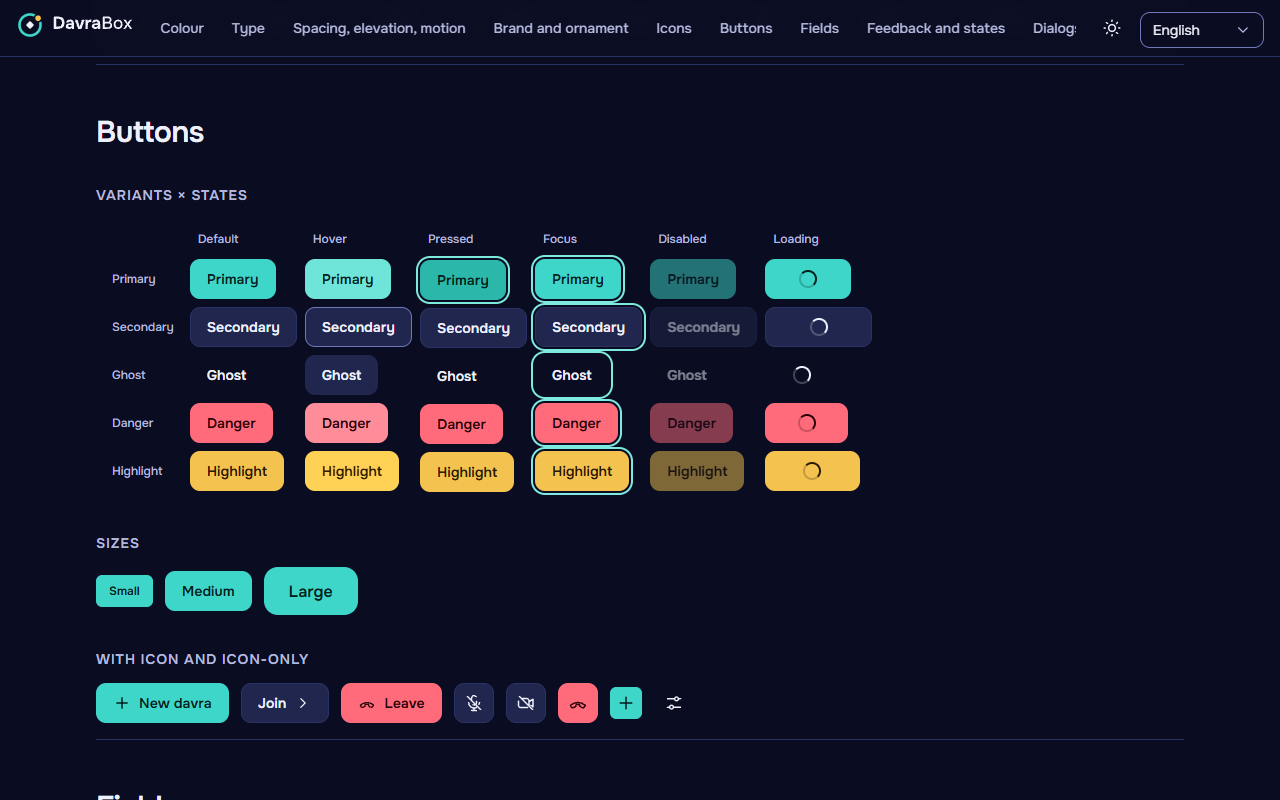 DavraBox Colour Type Spacing, elevation, motion Brand and ornament Icons Buttons Fields Feedback and states Dialogs English
Buttons
VARIANTS × STATES
Default Hover Pressed Focus Disabled Loading
Primary Primary Primary Primary Primary Primary
Secondary Secondary Secondary Secondary Secondary Secondary
Ghost Ghost Ghost Ghost Ghost Ghost
Danger Danger Danger Danger Danger Danger
Highlight Highlight Highlight Highlight Highlight Highlight
SIZES
Small Medium Large
WITH ICON AND ICON-ONLY
New davra Join Leave